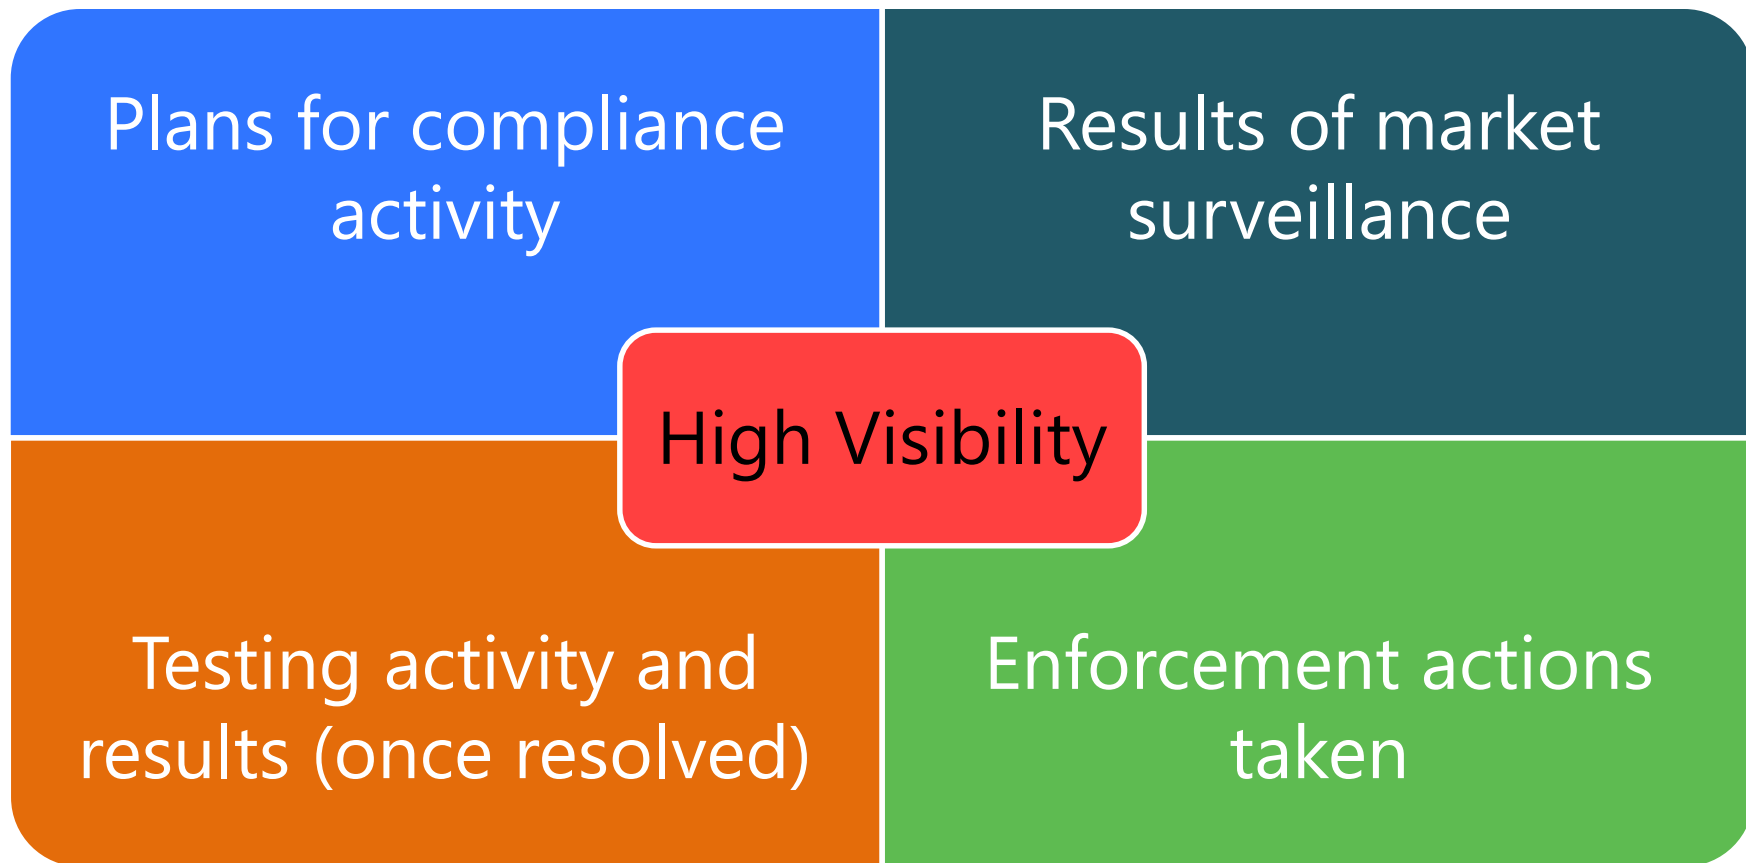 Plans for compliance
activity
Results of market
surveillance
High Visibility
Testing activity and
results (once resolved)
Enforcement actions
taken